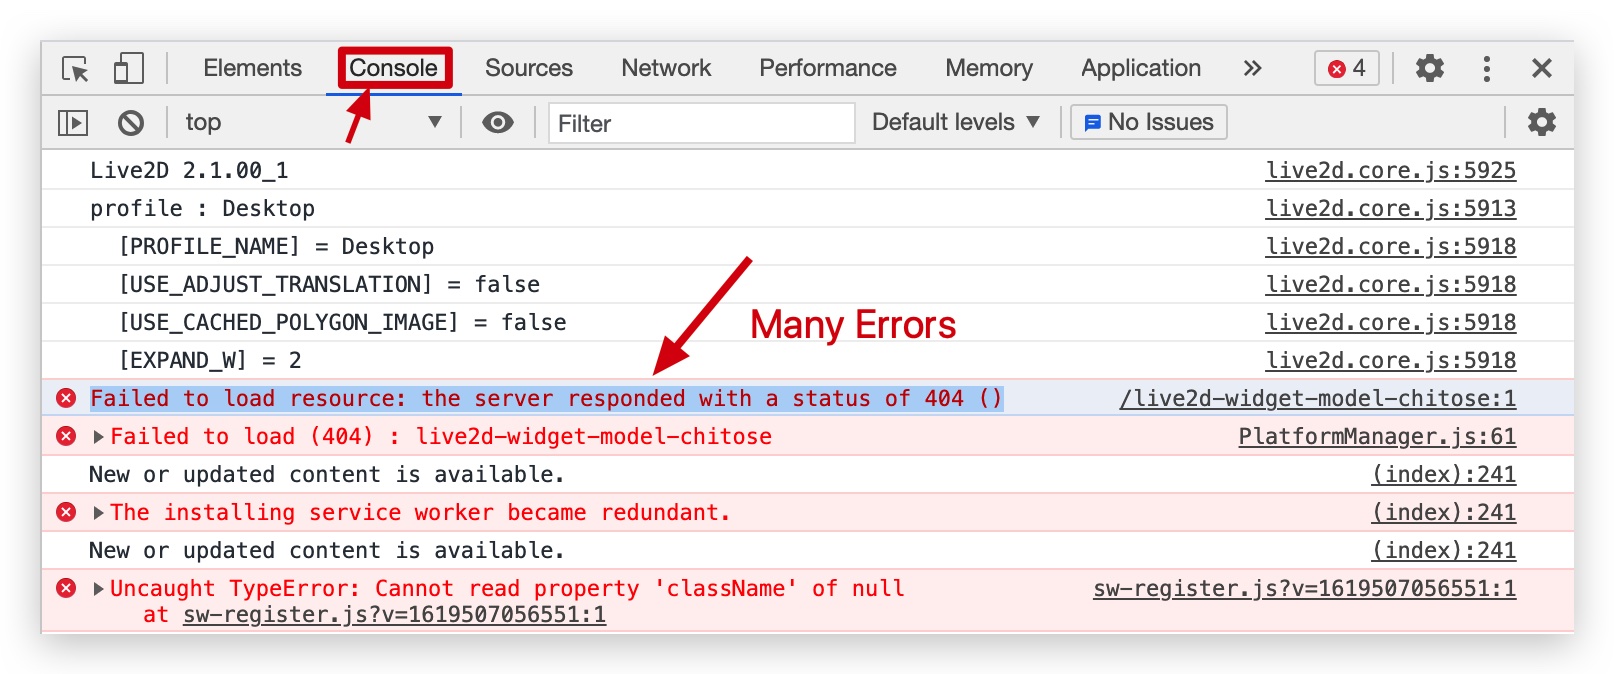 Elements Console Sources Network Performance Memory Application » 4
top Filter Default levels No Issues
Live2D 2.1.00_1 live2d.core.js:5925
profile : Desktop live2d.core.js:5913
[PROFILE_NAME] = Desktop live2d.core.js:5918
[USE_ADJUST_TRANSLATION] = false live2d.core.js:5918
[USE_CACHED_POLYGON_IMAGE] = false live2d.core.js:5918
Many Errors
[EXPAND_W] = 2 live2d.core.js:5918
Failed to load resource: the server responded with a status of 404 () /live2d-widget-model-chitose:1
Failed to load (404) : live2d-widget-model-chitose PlatformManager.js:61
New or updated content is available. (index):241
The installing service worker became redundant. (index):241
New or updated content is available. (index):241
Uncaught TypeError: Cannot read property 'className' of null sw-register.js?v=1619507056551:1
at sw-register.js?v=1619507056551:1